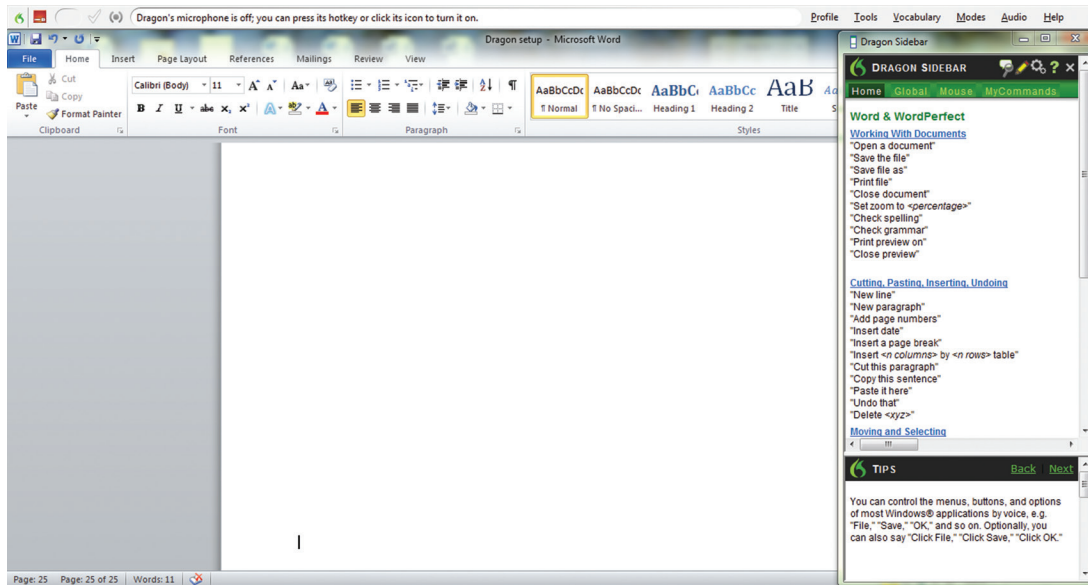 Dragon's microphone is off; you can press its hotkey or click its icon to turn it on.
Profile Tools Vocabulary Modes Audio Help
Dragon setup - Microsoft Word
File Home Insert Page Layout References Mailings Review View
Cut
Copy
Format Painter
Paste
Clipboard
Calibri (Body) 11
Font
Paragraph
AaBbCcDc AaBbCcDc AaBbC AaBbCc AaB
¶ Normal ¶ No Spaci... Heading 1 Heading 2 Title
Styles
Dragon Sidebar
DRAGON SIDEBAR
Home Global Mouse MyCommands
Word & WordPerfect
Working With Documents
"Open a document"
"Save the file"
"Save file as"
"Print file"
"Close document"
"Set zoom to <percentage>"
"Check spelling"
"Check grammar"
"Print preview on"
"Close preview"
Cutting, Pasting, Inserting, Undoing
"New line"
"New paragraph"
"Add page numbers"
"Insert date"
"Insert a page break"
"Insert <n columns> by <n rows> table"
"Cut this paragraph"
"Copy this sentence"
"Paste it here"
"Undo that"
"Delete <xyz>"
Moving and Selecting
TIPS Back Next
You can control the menus, buttons, and options
of most Windows® applications by voice, e.g.
"File," "Save," "OK," and so on. Optionally, you
can also say "Click File," "Click Save," "Click OK."
Page: 25 Page: 25 of 25 Words: 11